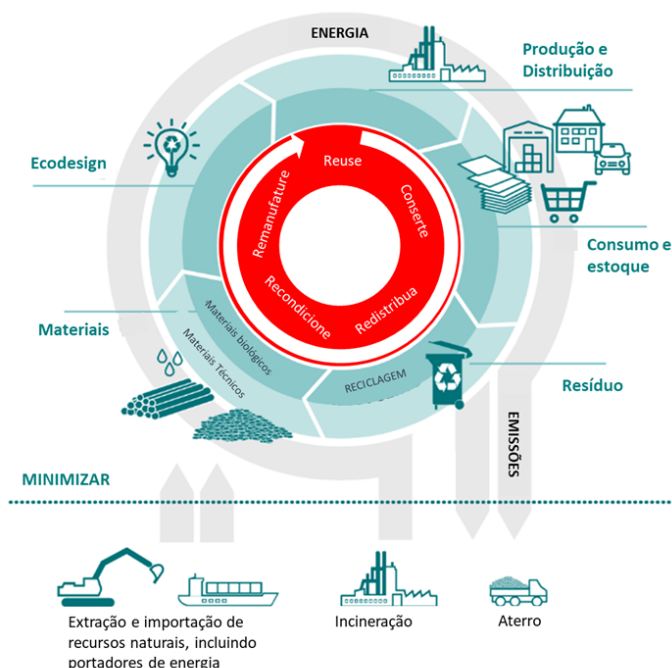 ENERGIA
Produção e
Distribuição
Ecodesign
Reuse
Conserte
Remanufature
Recondicione
Redistribua
Consumo e
estoque
Materiais
Materiais biológicos
Materiais Técnicos
RECICLAGEM
Resíduo
EMISSÕES
MINIMIZAR
Extração e importação de
recursos naturais, incluindo
portadores de energia
Incineração
Aterro